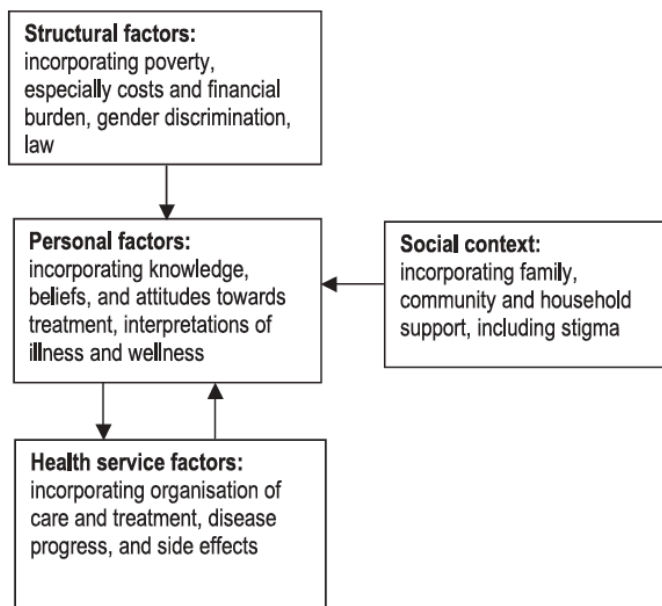 Structural factors:
incorporating poverty,
especially costs and financial
burden, gender discrimination,
law
Personal factors:
incorporating knowledge,
beliefs, and attitudes towards
treatment, interpretations of
illness and wellness
Social context:
incorporating family,
community and household
support, including stigma
Health service factors:
incorporating organisation of
care and treatment, disease
progress, and side effects